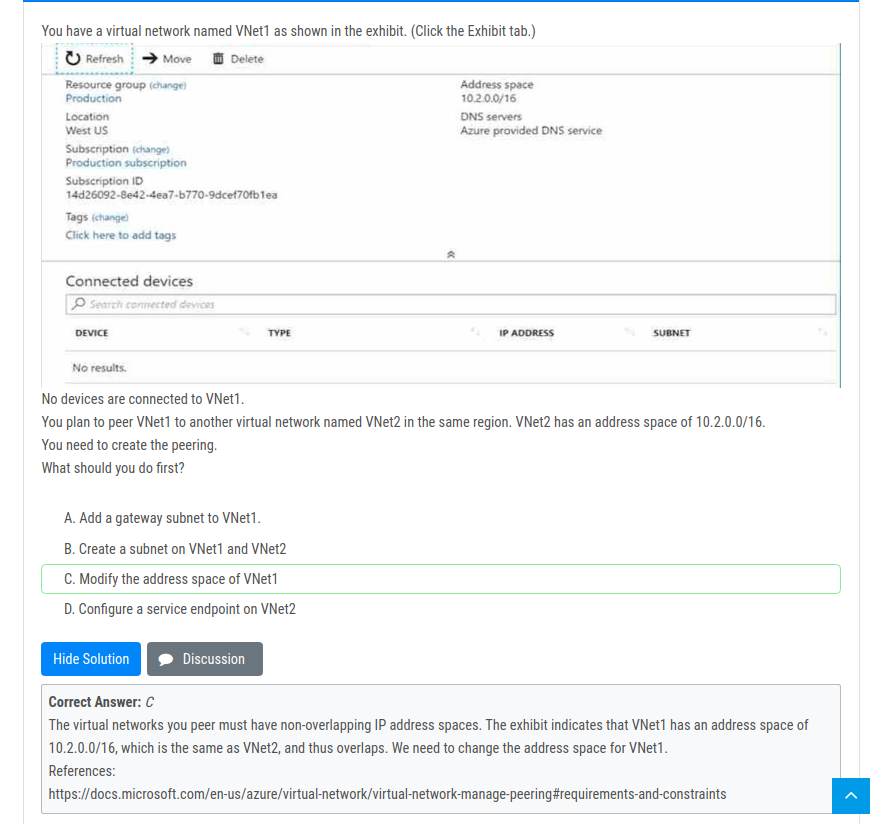 You have a virtual network named VNet1 as shown in the exhibit. (Click the Exhibit tab.)
Refresh Move Delete
Resource group (change) Address space
Production 10.2.0.0/16
Location DNS servers
West US Azure provided DNS service
Subscription (change)
Production subscription
Subscription ID
14d26092-8e42-4ea7-b770-9dcef70fb1ea
Tags (change)
Click here to add tags
Connected devices
Search connected devices
DEVICE TYPE IP ADDRESS SUBNET
No results.
No devices are connected to VNet1.
You plan to peer VNet1 to another virtual network named VNet2 in the same region. VNet2 has an address space of 10.2.0.0/16.
You need to create the peering.
What should you do first?
A. Add a gateway subnet to VNet1.
B. Create a subnet on VNet1 and VNet2
C. Modify the address space of VNet1
D. Configure a service endpoint on VNet2
Hide Solution Discussion
Correct Answer: C
The virtual networks you peer must have non-overlapping IP address spaces. The exhibit indicates that VNet1 has an address space of
10.2.0.0/16, which is the same as VNet2, and thus overlaps. We need to change the address space for VNet1.
References:
https://docs.microsoft.com/en-us/azure/virtual-network/virtual-network-manage-peering#requirements-and-constraints